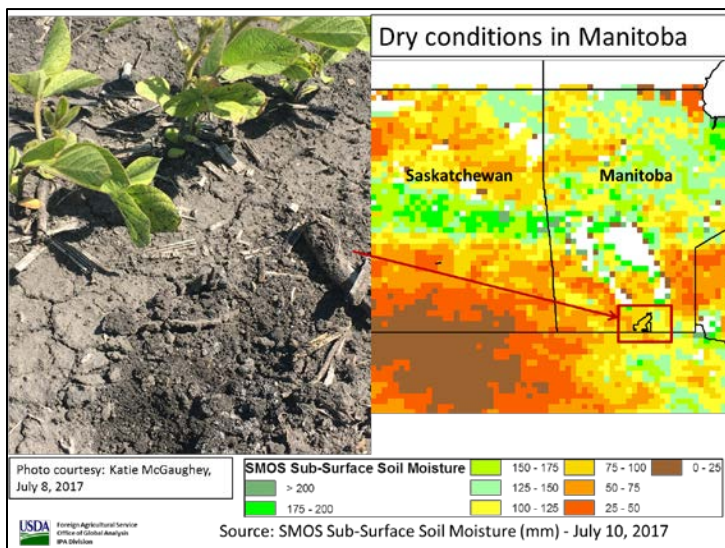 Dry conditions in Manitoba
Saskatchewan
Manitoba
Photo courtesy: Katie McGaughey,
July 8, 2017
SMOS Sub-Surface Soil Moisture
> 200
175 - 200
150 - 175
125 - 150
100 - 125
75 - 100
50 - 75
25 - 50
0 - 25
USDA
Foreign Agricultural Service
Office of Global Analysis
IPA Division
Source: SMOS Sub-Surface Soil Moisture (mm) - July 10, 2017